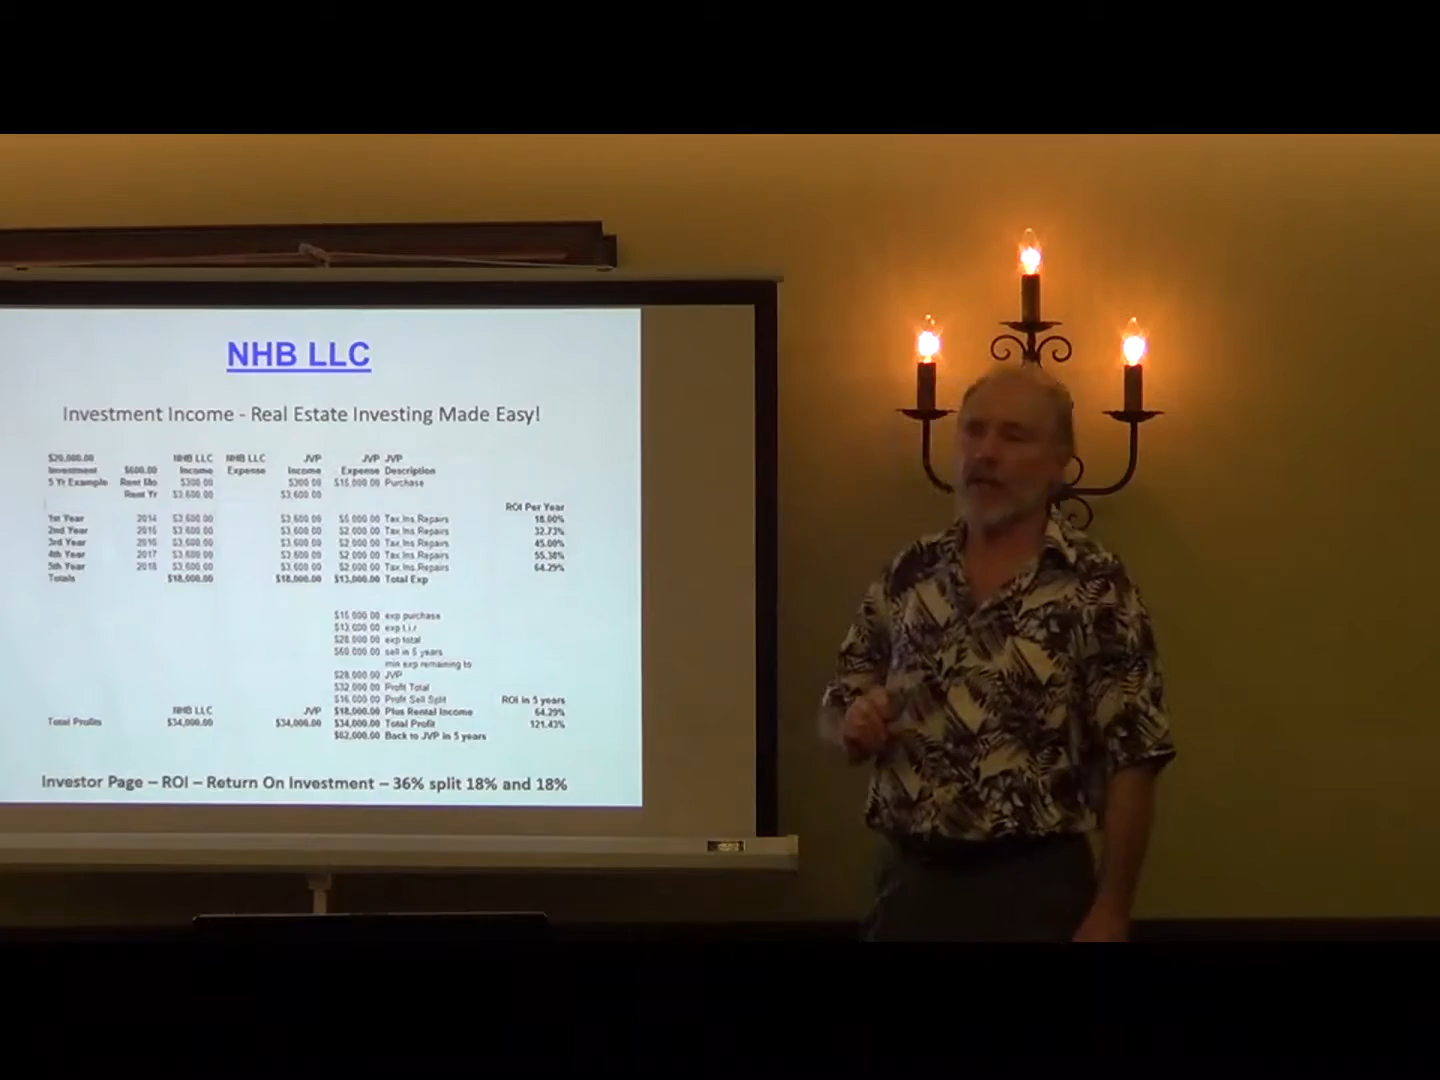 NHB LLC
Investment Income - Real Estate Investing Made Easy!
$20,000.00 NHB LLC NHB LLC JVP JVP JVP
Investment $600.00 Income Expense Income Expense Description
5 Yr Example Rent Mo $300.00 $300.00 $15,000.00 Purchase
Rent Yr $3,600.00 $3,600.00
ROI Per Year
1st Year 2014 $3,600.00 $3,600.00 $5,000.00 Tax,Ins,Repairs 18.00%
2nd Year 2015 $3,600.00 $3,600.00 $2,000.00 Tax,Ins,Repairs 32.73%
3rd Year 2016 $3,600.00 $3,600.00 $2,000.00 Tax,Ins,Repairs 45.00%
4th Year 2017 $3,600.00 $3,600.00 $2,000.00 Tax,Ins,Repairs 55.38%
5th Year 2018 $3,600.00 $3,600.00 $2,000.00 Tax,Ins,Repairs 64.29%
Totals $18,000.00 $18,000.00 $13,000.00 Total Exp
$15,000.00 exp purchase
$13,000.00 exp t.i.r
$28,000.00 exp total
$60,000.00 sell in 5 years
min exp remaining to
$28,000.00 JVP
$32,000.00 Profit Total
$16,000.00 Profit Sell Split ROI in 5 years
NHB LLC JVP $18,000.00 Plus Rental Income 64.29%
Total Profits $34,000.00 $34,000.00 $34,000.00 Total Profit 121.43%
$62,000.00 Back to JVP in 5 years
Investor Page – ROI – Return On Investment – 36% split 18% and 18%